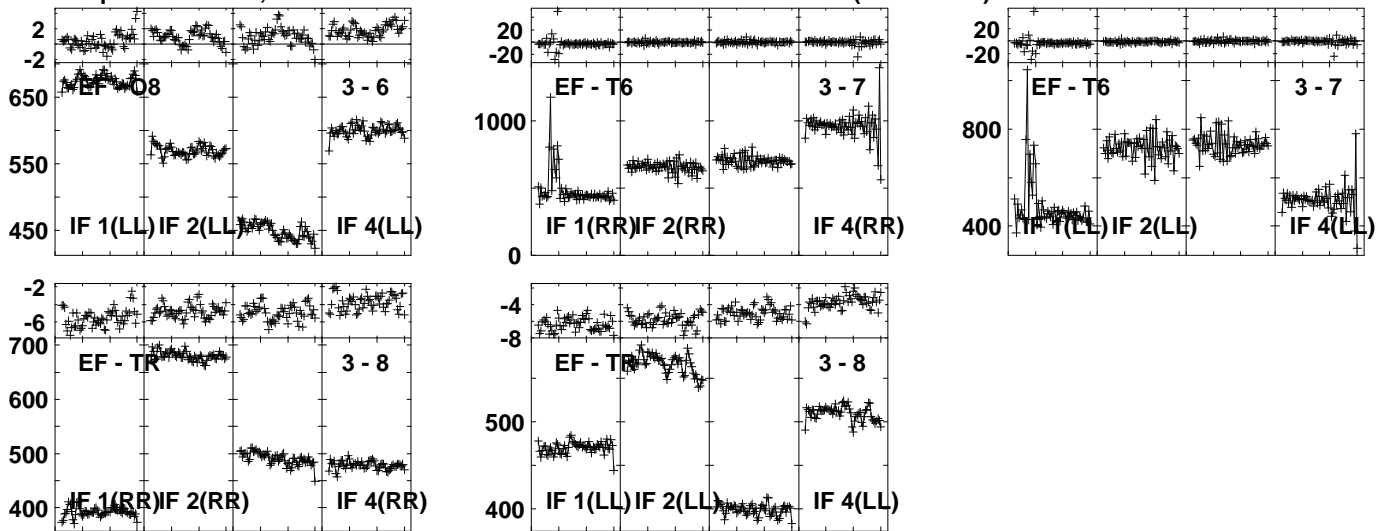 2
-2
EF - O8
3 - 6
650
550
450
IF 1(LL)
IF 2(LL)
IF 4(LL)
20
-20
EF - T6
3 - 7
1000
0
IF 1(RR)
IF 2(RR)
IF 4(RR)
20
-20
EF - T6
3 - 7
800
400
IF 1(LL)
IF 2(LL)
IF 4(LL)
-2
-6
700
EF - TR
3 - 8
600
500
400
IF 1(RR)
IF 2(RR)
IF 4(RR)
-4
-8
EF - TR
3 - 8
500
400
IF 1(LL)
IF 2(LL)
IF 4(LL)